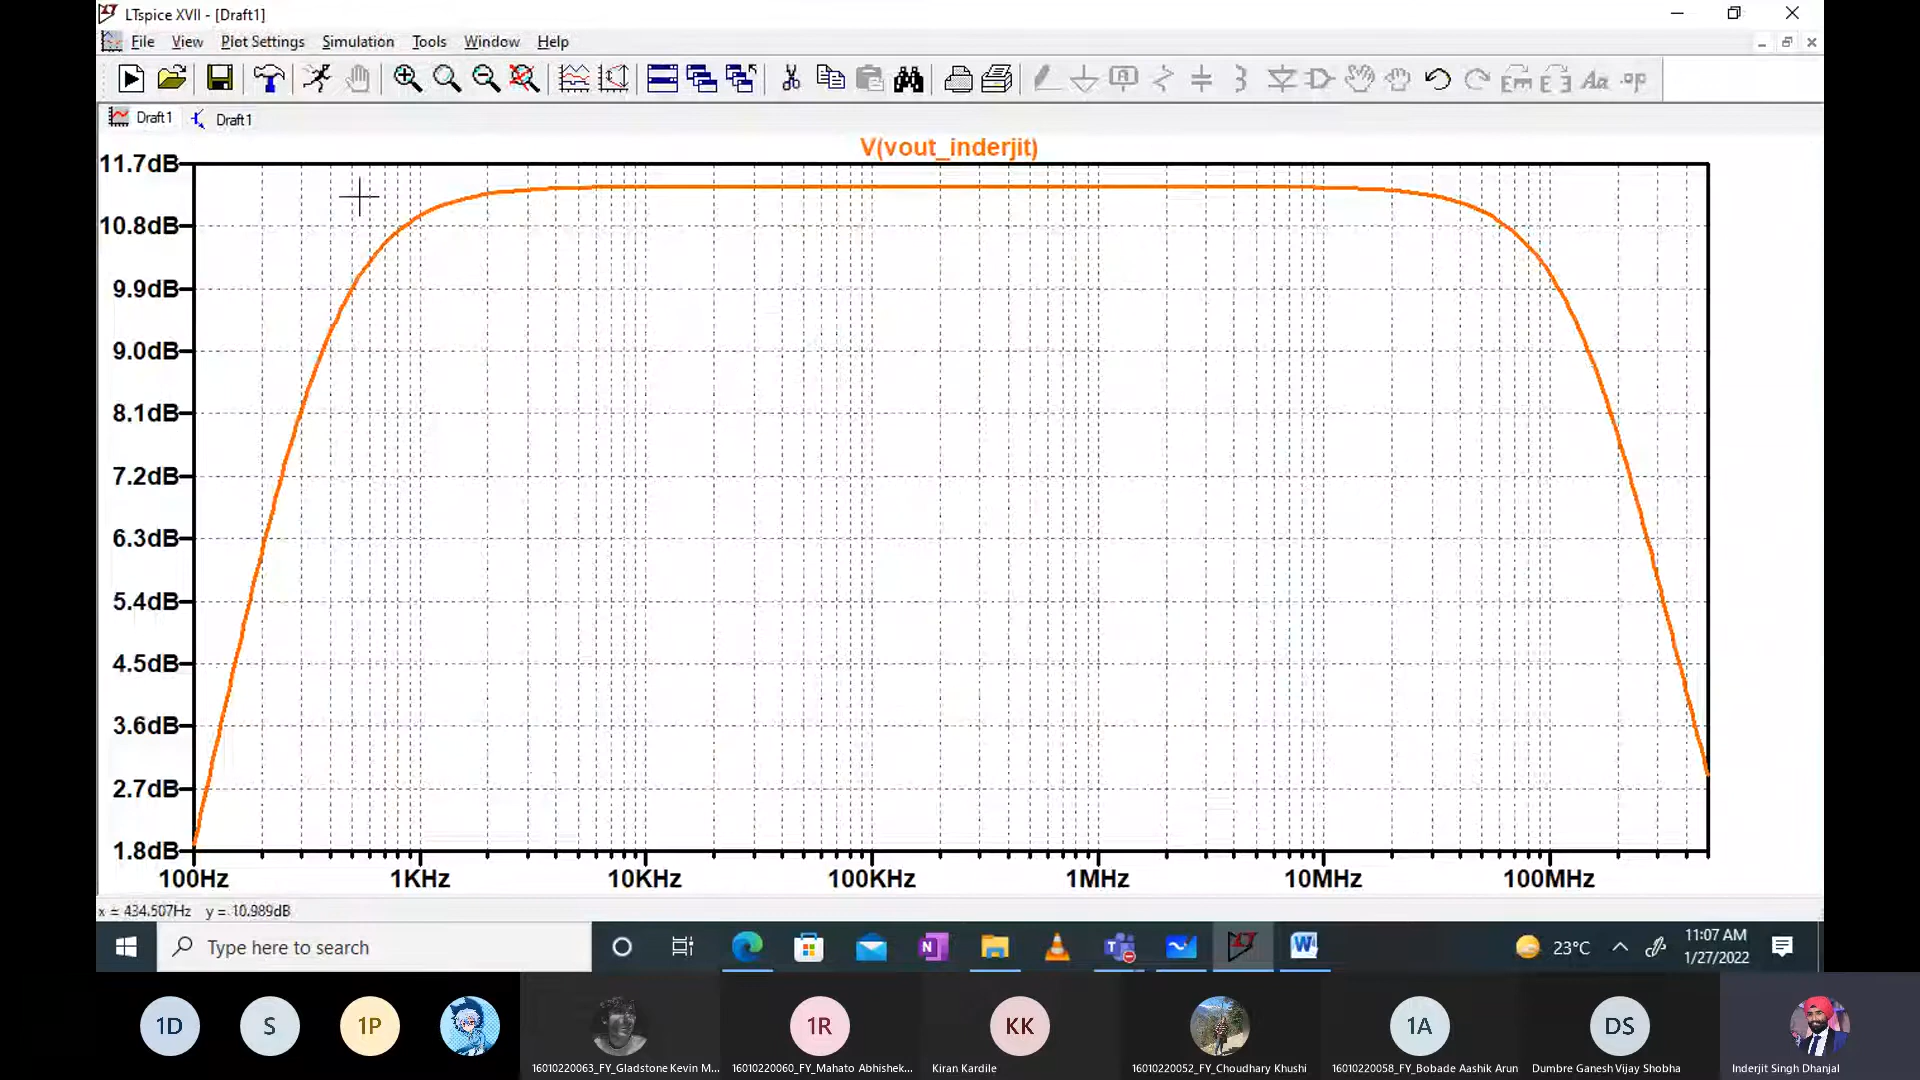 LTspice XVII - [Draft1]
File View Plot Settings Simulation Tools Window Help
Draft1 Draft1
V(vout_inderjit)
11.7dB
10.8dB
9.9dB
9.0dB
8.1dB
7.2dB
6.3dB
5.4dB
4.5dB
3.6dB
2.7dB
1.8dB
100Hz 1KHz 10KHz 100KHz 1MHz 10MHz 100MHz
x = 434.507Hz y = 10.989dB
Type here to search
23°C
11:07 AM
1/27/2022
1D S 1P 1R KK 1A DS
16010220063_FY_Gladstone Kevin M... 16010220060_FY_Mahato Abhishek... Kiran Kardile 16010220052_FY_Choudhary Khushi 16010220058_FY_Bobade Aashik Arun Dumbre Ganesh Vijay Shobha Inderjit Singh Dhanjal